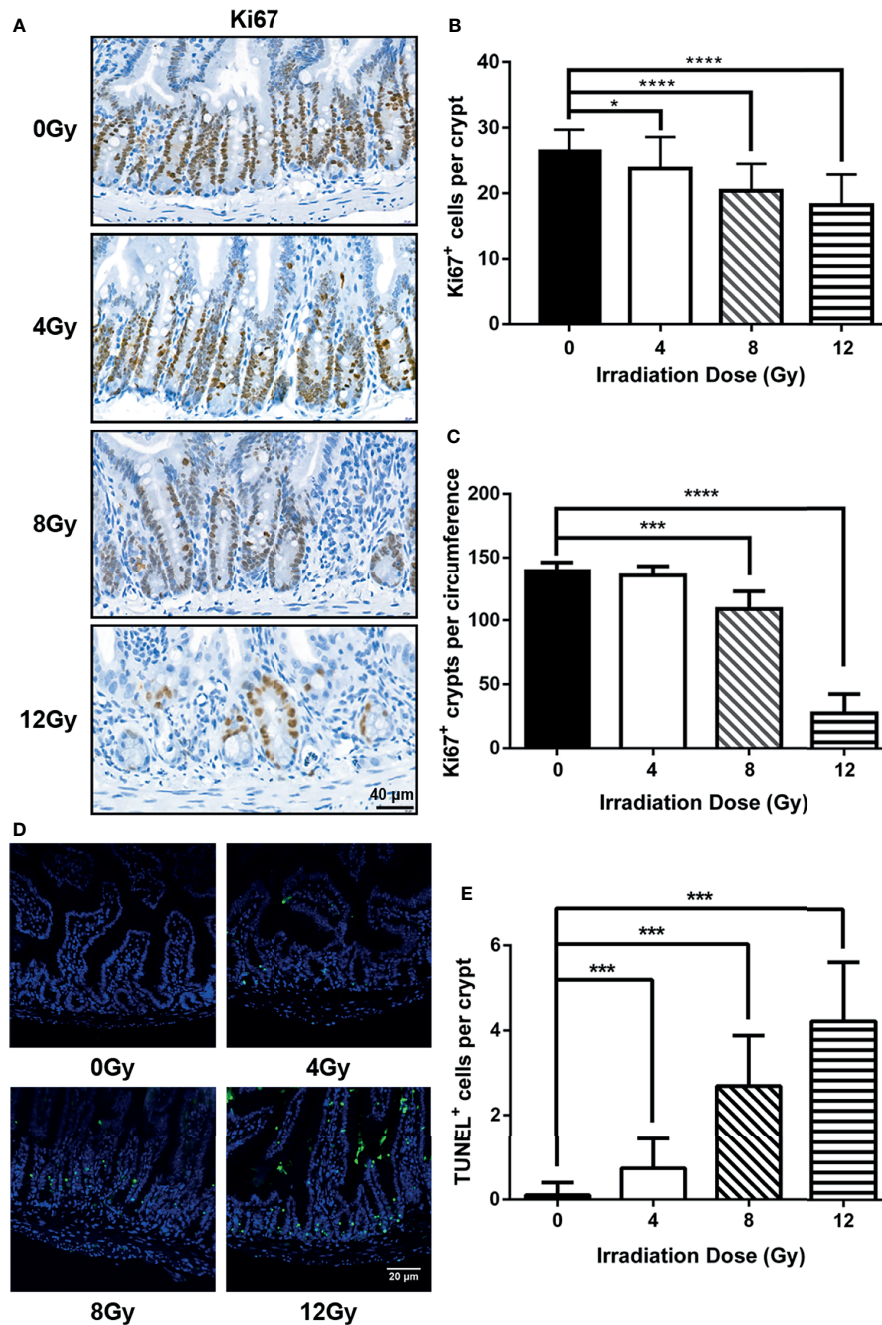 A
Ki67
0Gy
4Gy
8Gy
12Gy
40 µm
B
Ki67+ cells per crypt
40
30
20
10
0
*
****
****
0 4 8 12
Irradiation Dose (Gy)
C
Ki67+ crypts per circumference
200
150
100
50
0
***
****
0 4 8 12
Irradiation Dose (Gy)
D
0Gy
4Gy
8Gy
12Gy
20 µm
E
TUNEL+ cells per crypt
6
4
2
0
***
***
***
0 4 8 12
Irradiation Dose (Gy)